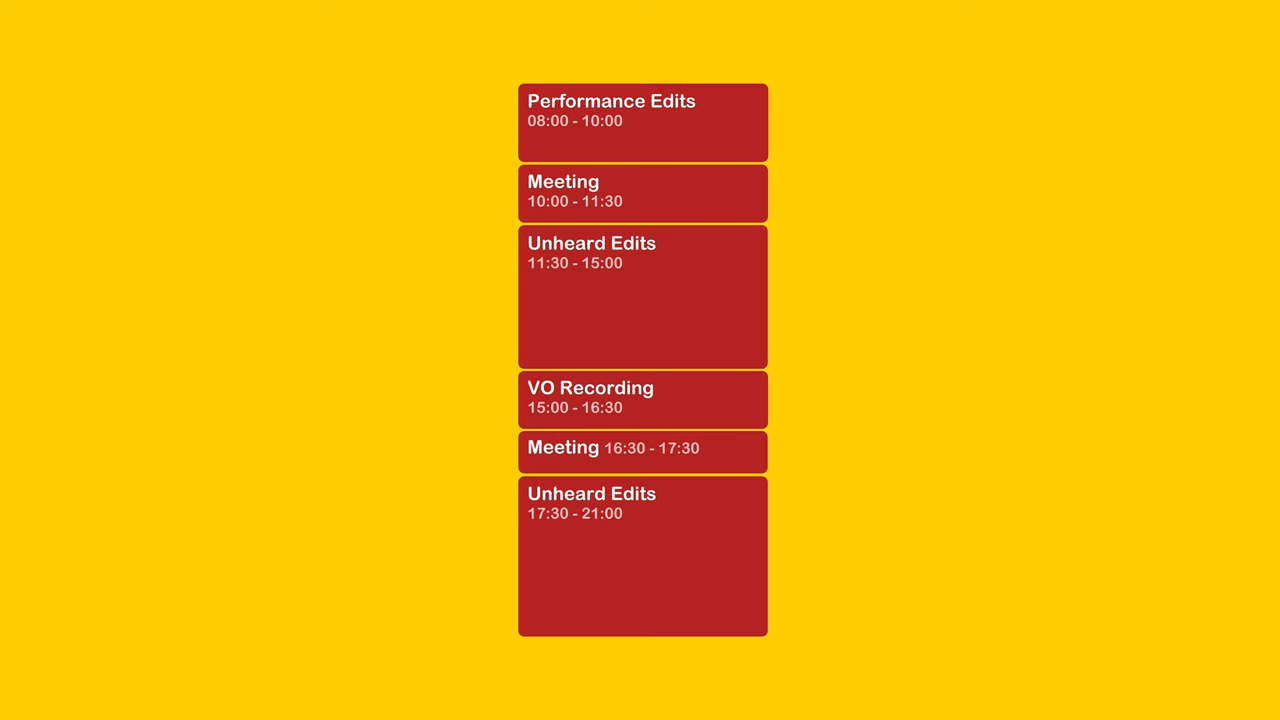 Performance Edits
08:00 - 10:00
Meeting
10:00 - 11:30
Unheard Edits
11:30 - 15:00
VO Recording
15:00 - 16:30
Meeting 16:30 - 17:30
Unheard Edits
17:30 - 21:00